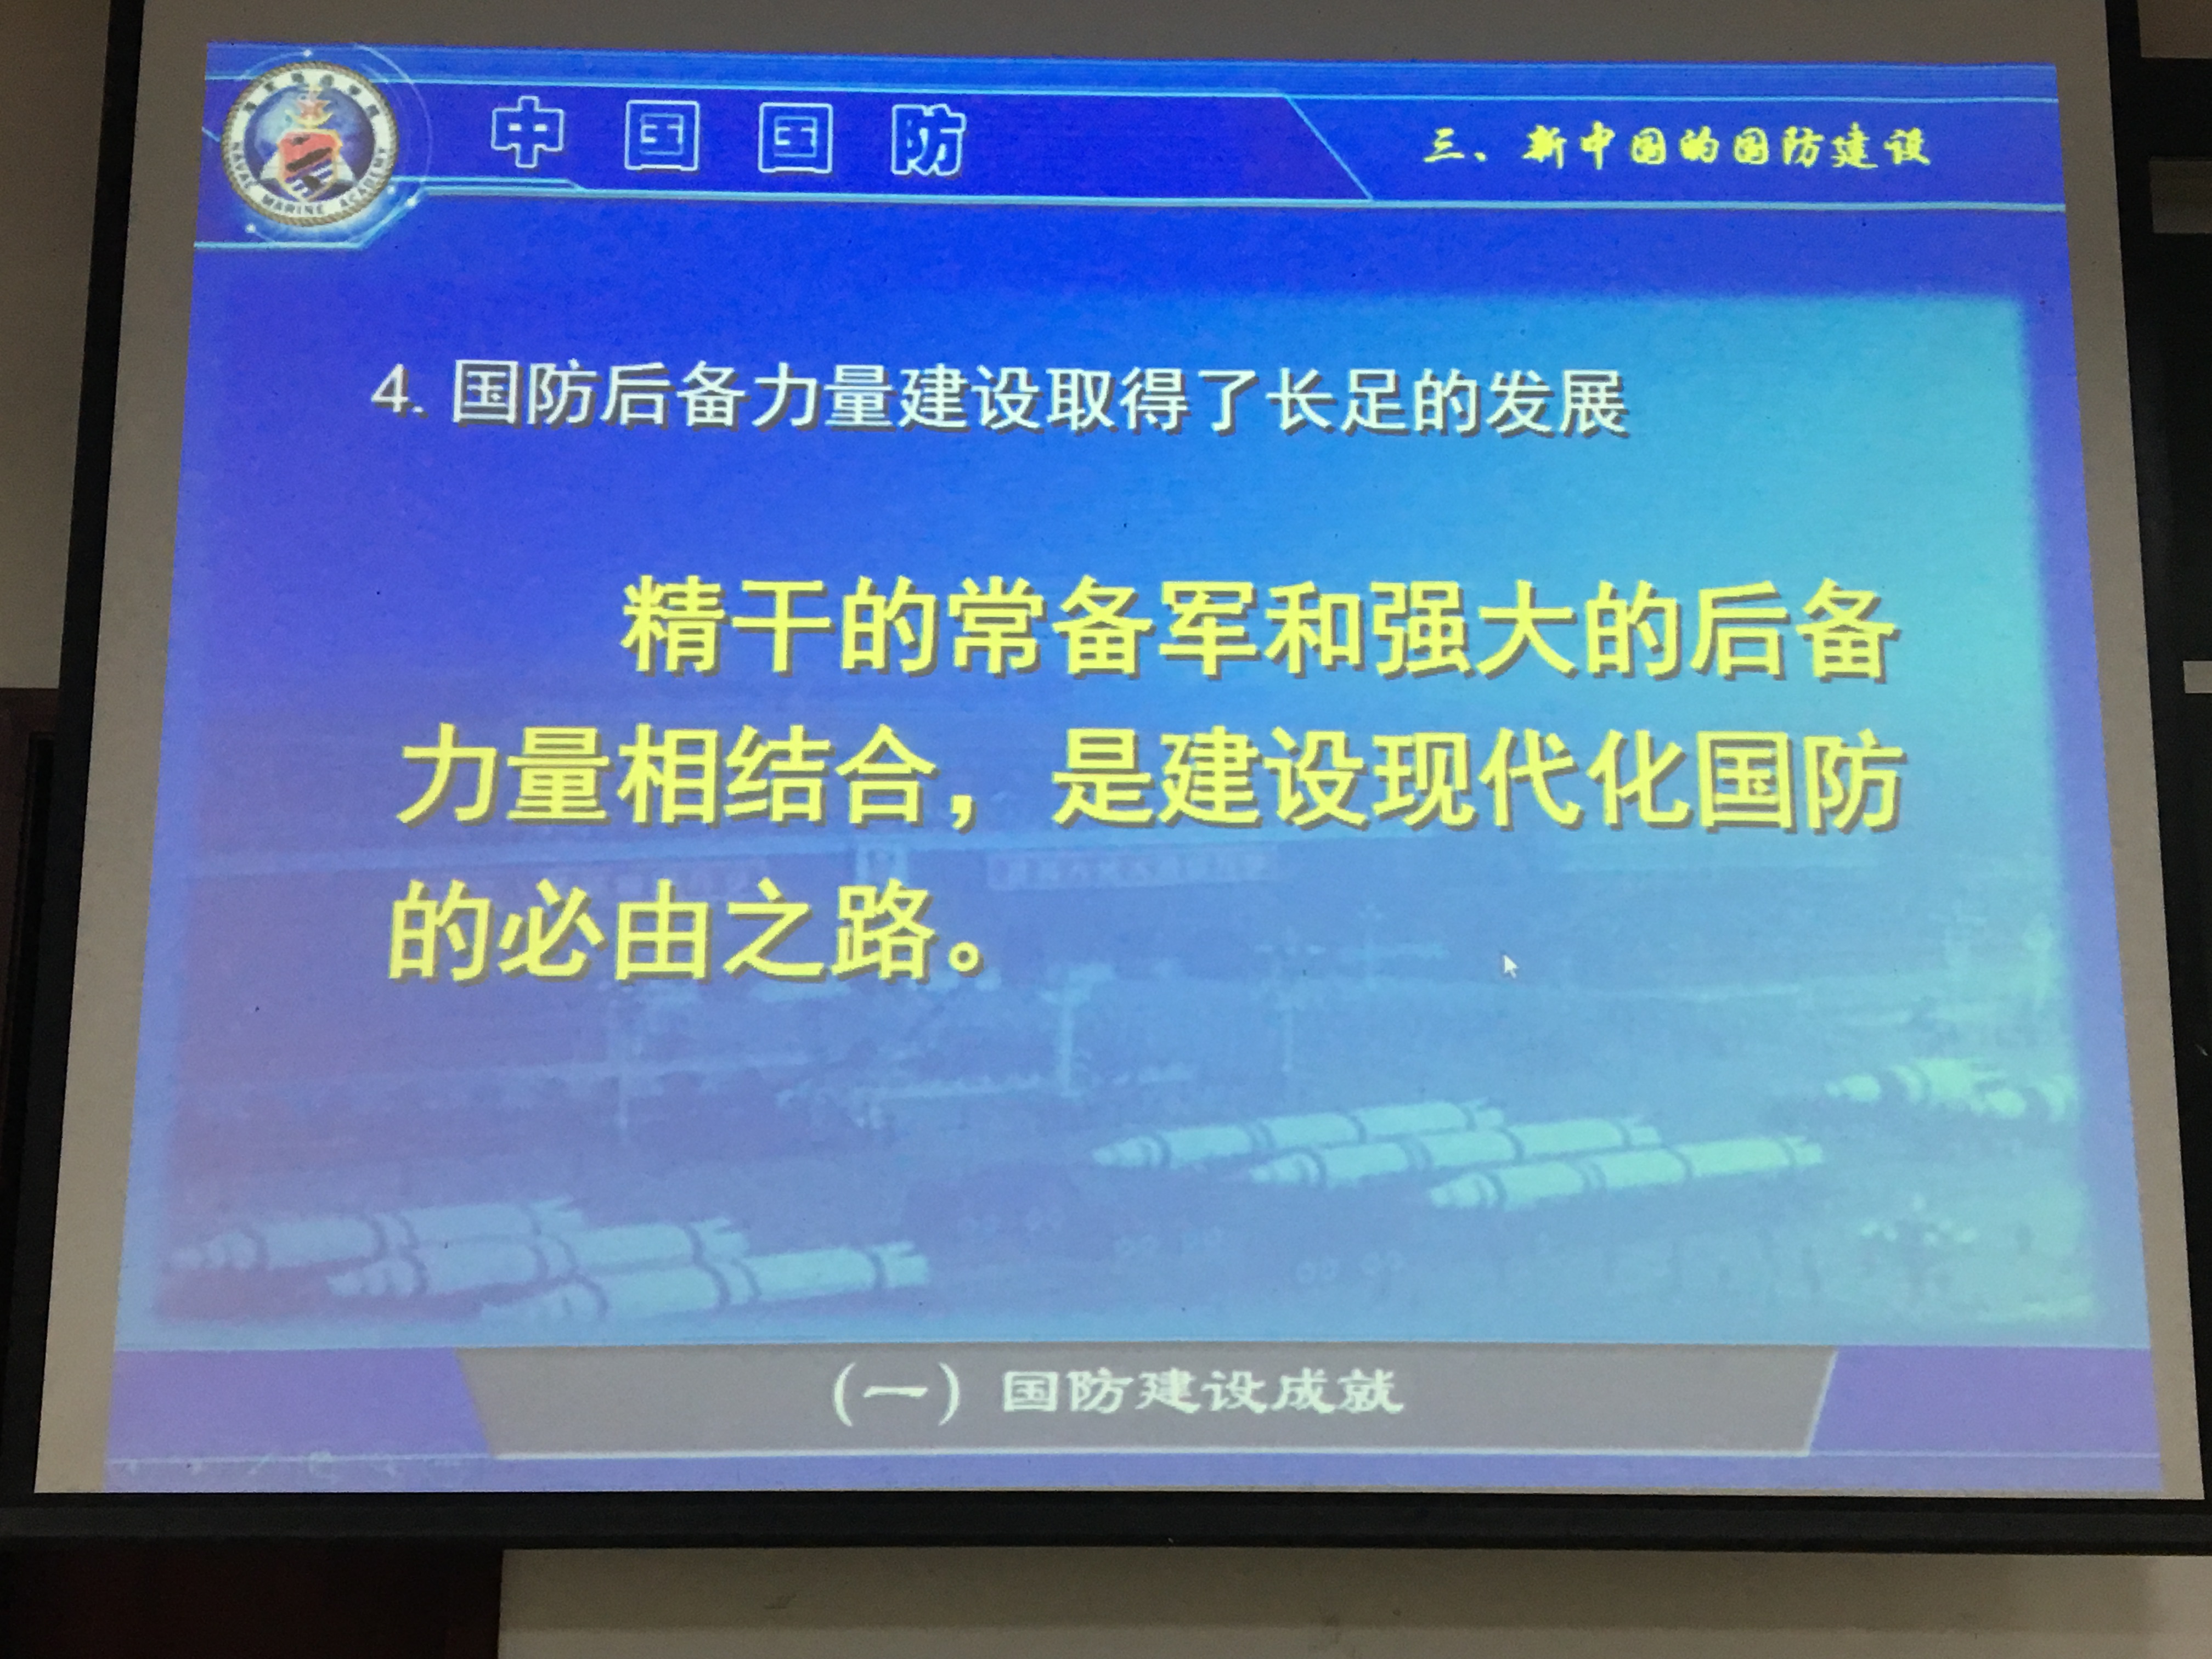 NAVAL MARINE ACADEMY
中国国防
三、新中国的国防建设
4. 国防后备力量建设取得了长足的发展
精干的常备军和强大的后备
力量相结合，是建设现代化国防
的必由之路。
（一）国防建设成就